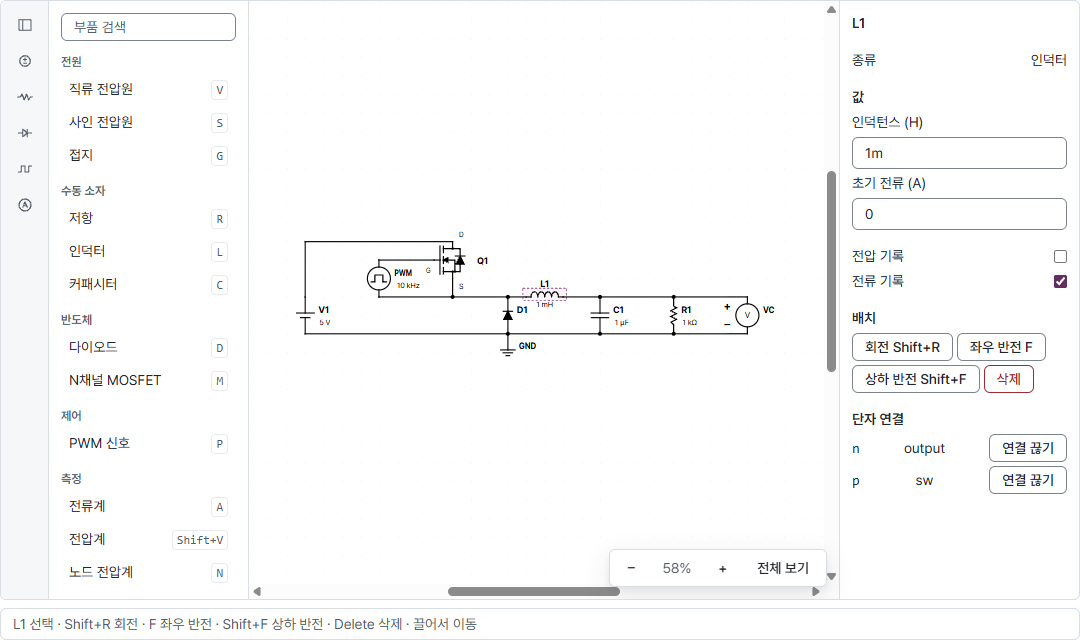 부품 검색
전원
직류 전압원 V
사인 전압원 S
접지 G
수동 소자
저항 R
인덕터 L
커패시터 C
반도체
다이오드 D
N채널 MOSFET M
제어
PWM 신호 P
측정
전류계 A
전압계 Shift+V
노드 전압계 N
A
D
Q1
G
PWM
10 kHz
S
L1
1 mH
V1
5 V
D1
C1
1 μF
R1
1 kΩ
+
V
VC
−
GND
− 58% + 전체 보기
L1
종류 인덕터
값
인덕턴스 (H)
1m
초기 전류 (A)
0
전압 기록
전류 기록
배치
회전 Shift+R 좌우 반전 F
상하 반전 Shift+F 삭제
단자 연결
n output 연결 끊기
p sw 연결 끊기
L1 선택 · Shift+R 회전 · F 좌우 반전 · Shift+F 상하 반전 · Delete 삭제 · 끌어서 이동